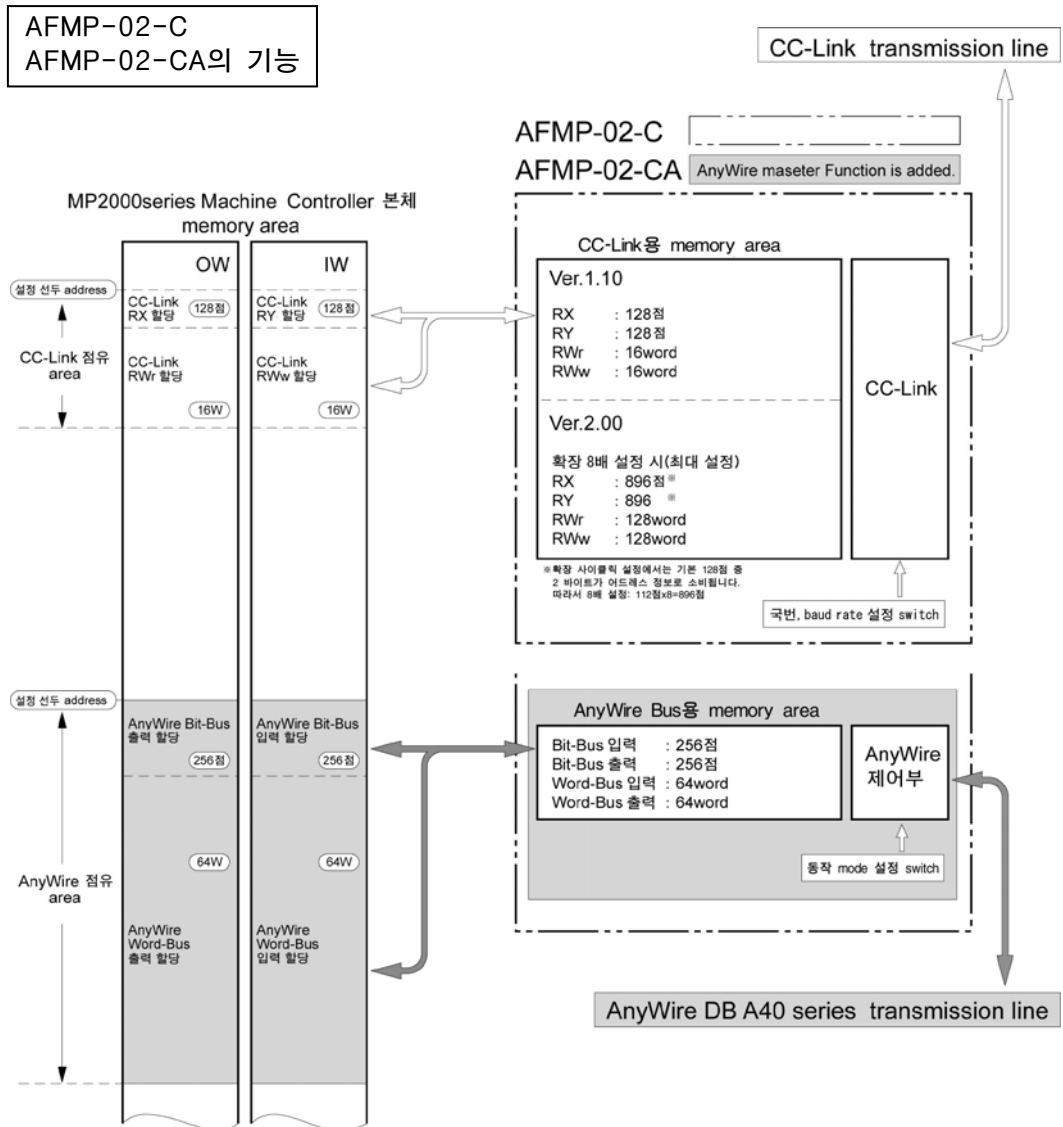 AFMP-02-C
AFMP-02-CA의 기능
CC-Link transmission line
AFMP-02-C
AFMP-02-CA
AnyWire maseter Function is added.
MP2000series Machine Controller 본체
memory area
OW
IW
설정 선두 address
CC-Link
RX 할당
128점
CC-Link
RY 할당
128점
CC-Link 점유
area
CC-Link
RWr 할당
16W
CC-Link
RWw 할당
16W
CC-Link용 memory area
Ver.1.10
RX : 128점
RY : 128점
RWr : 16word
RWw : 16word
Ver.2.00
확장 8배 설정 시(최대 설정)
RX : 896점※
RY : 896 ※
RWr : 128word
RWw : 128word
CC-Link
※확장 사이클릭 설정에서는 기본 128점 중
2 바이트가 어드레스 정보로 소비됩니다.
따라서 8배 설정: 112점x8=896점
국번, baud rate 설정 switch
설정 선두 address
AnyWire Bit-Bus
출력 할당
256점
AnyWire Bit-Bus
입력 할당
256점
AnyWire 점유
area
64W
64W
AnyWire
Word-Bus
출력 할당
AnyWire
Word-Bus
입력 할당
AnyWire Bus용 memory area
Bit-Bus 입력 : 256점
Bit-Bus 출력 : 256점
Word-Bus 입력 : 64word
Word-Bus 출력 : 64word
AnyWire
제어부
동작 mode 설정 switch
AnyWire DB A40 series transmission line